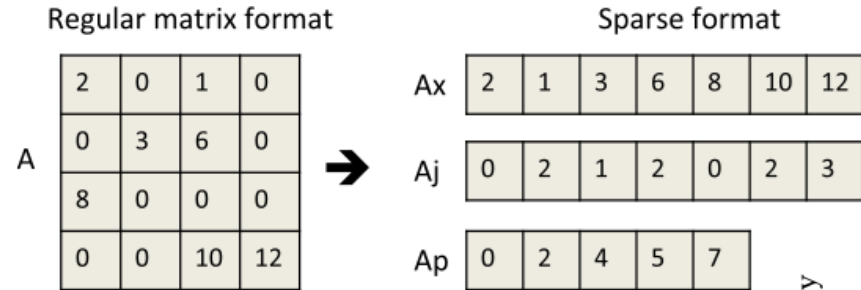 Regular matrix format
Sparse format
A
2 0 1 0
0 3 6 0
8 0 0 0
0 0 10 12
Ax 2 1 3 6 8 10 12
Aj 0 2 1 2 0 2 3
Ap 0 2 4 5 7
y